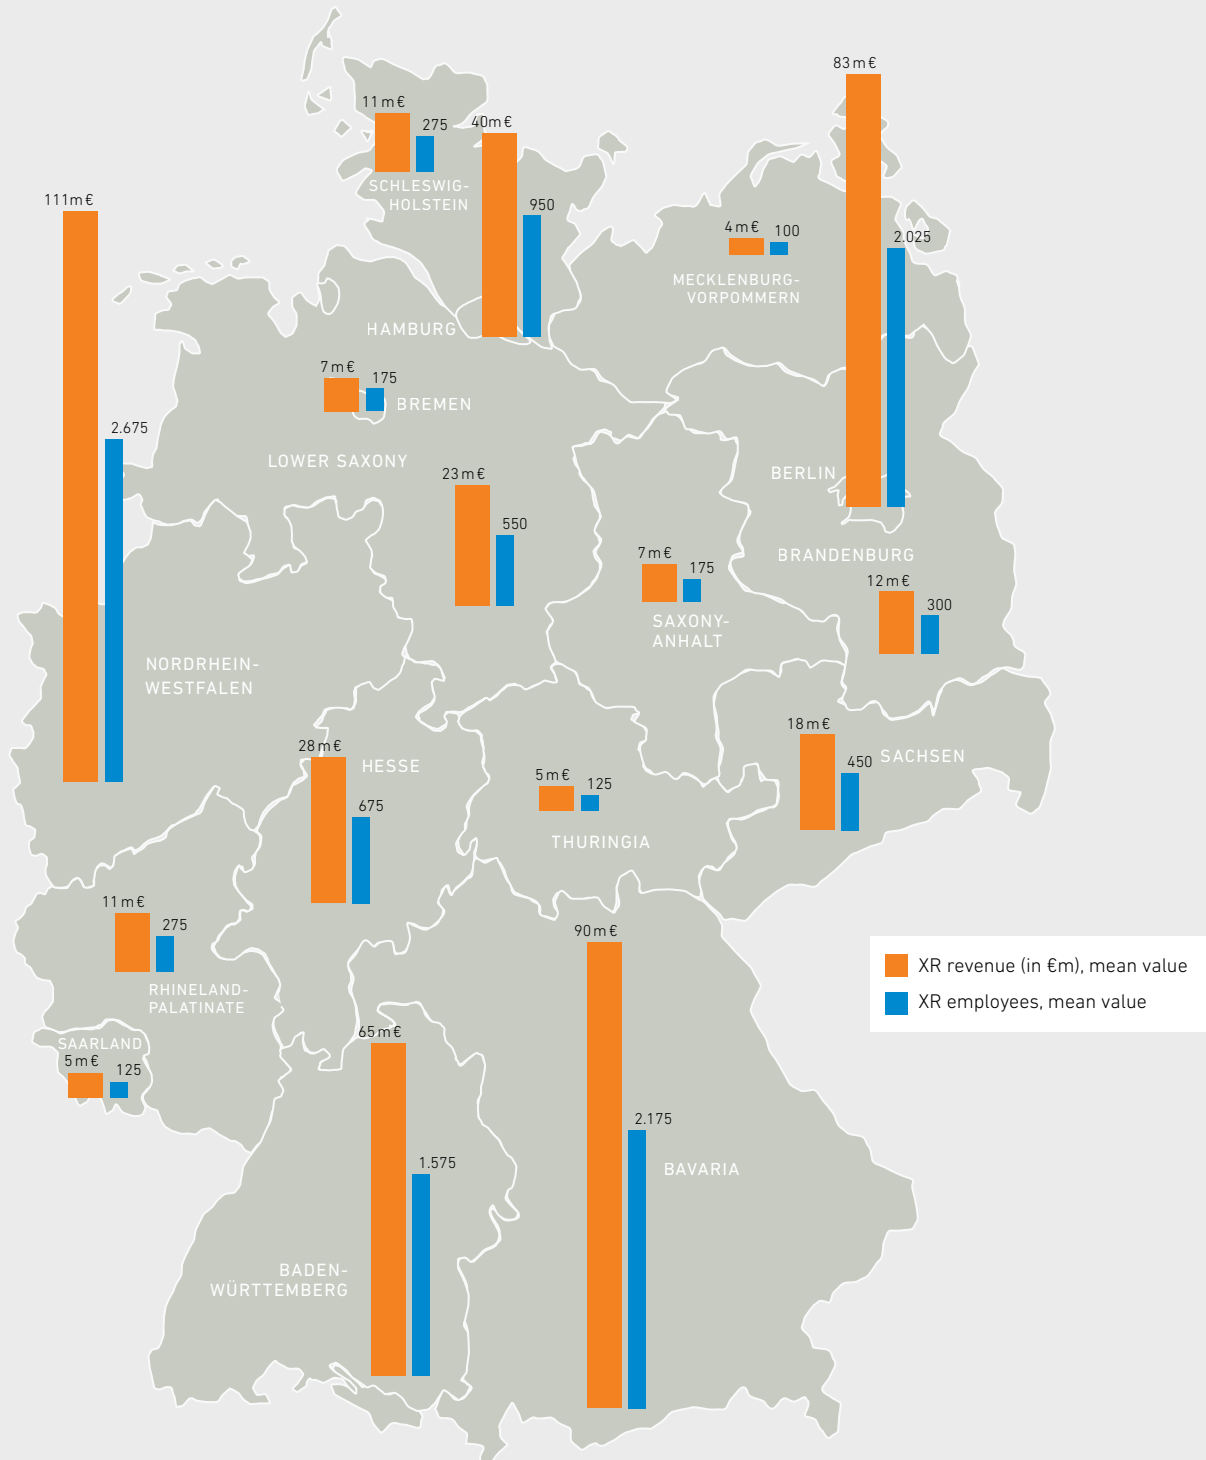 83 m €
11 m €
275
40m €
SCHLESWIG-
HOLSTEIN
111m €
950
4 m €
100
2.025
MECKLENBURG-
VORPOMMERN
HAMBURG
7 m €
175
BREMEN
2.675
LOWER SAXONY
23 m €
BERLIN
550
7 m €
175
BRANDENBURG
12 m €
300
SAXONY-
ANHALT
NORDRHEIN-
WESTFALEN
18 m €
28 m €
HESSE
450
SACHSEN
5 m €
125
675
THURINGIA
11 m €
275
90 m €
XR revenue (in €m), mean value
XR employees, mean value
RHINELAND-
PALATINATE
65 m €
SAARLAND
5 m €
125
2.175
1.575
BAVARIA
BADEN-
WÜRTTEMBERG